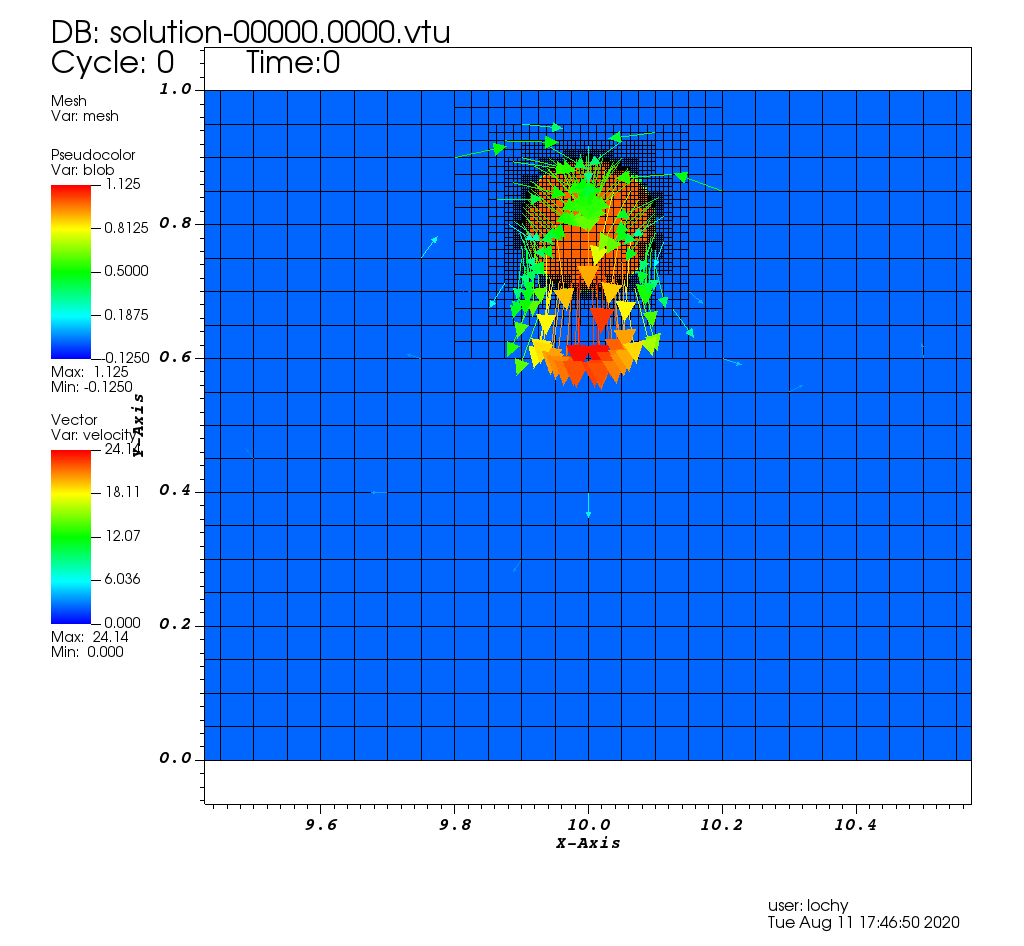 DB: solution-00000.0000.vtu
Cycle: 0 Time:0
Mesh
Var: mesh
Pseudocolor
Var: blob
1.125
0.8125
0.5000
0.1875
-0.1250
Max: 1.125
Min: -0.1250
Vector
Var: velocity
24.14
18.11
12.07
6.036
0.000
Max: 24.14
Min: 0.000
Y-Axis
1.0
0.8
0.6
0.4
0.2
0.0
9.6 9.8 10.0 10.2 10.4
X-Axis
user: lochy
Tue Aug 11 17:46:50 2020